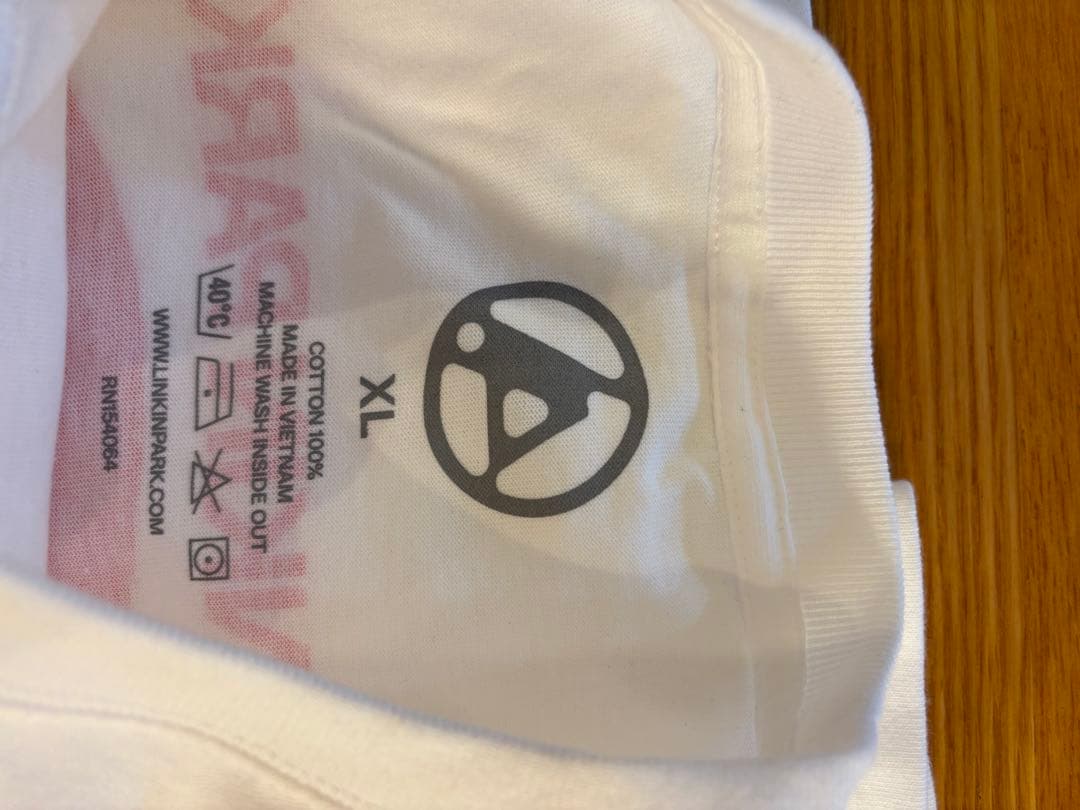 XL
COTTON 100%
MADE IN VIETNAM
MACHINE WASH INSIDE OUT
40°C
WWW.LINKINPARK.COM
RN154064